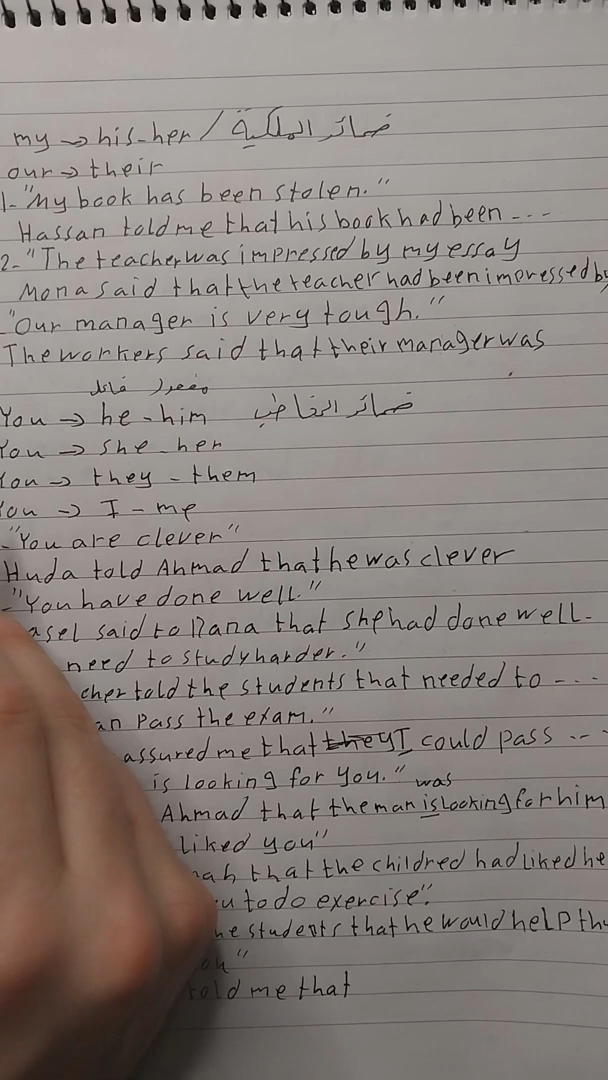 my → his-her / ضمائر الملكية
our → their
1- "My book has been stolen."
Hassan told me that his book had been ---
2- "The teacher was impressed by my essay
Mona said that the teacher had been impressed by
"Our manager is very tough."
The workers said that their manager was
فاعل مفعول
You → he - him ضمائر المخاطب
You → she - her
You → they - them
You → I - me
"You are clever"
Huda told Ahmad that he was clever
"You have done well."
said to Rana that she had done well.
need to study harder."
told the students that needed to ---
pass the exam."
assured me that they I could pass ---
is looking for you." was
Ahmad that the man is looking for him
liked you"
that the childred had liked he
to do exercise".
students that he would help
told me that